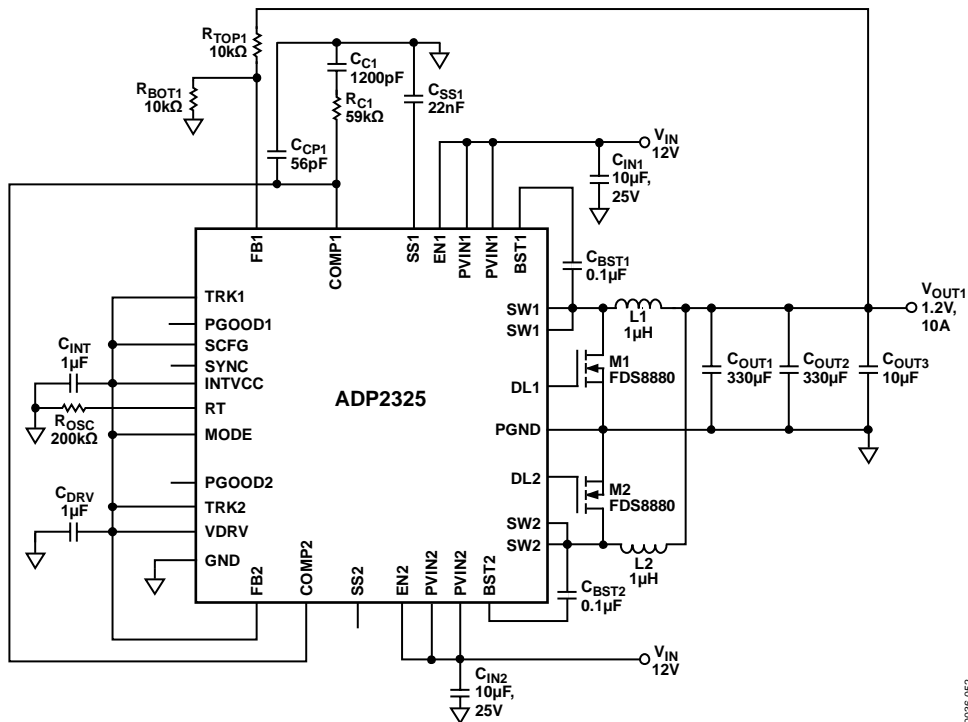 RTOP1
10kΩ
RBOT1
10kΩ
CCP1
56pF
CC1
1200pF
RC1
59kΩ
CSS1
22nF
VIN
12V
CIN1
10µF,
25V
FB1
COMP1
SS1
EN1
PVIN1
PVIN1
BST1
CBST1
0.1µF
TRK1
PGOOD1
SCFG
SYNC
INTVCC
RT
MODE
PGOOD2
TRK2
VDRV
GND
CINT
1µF
ROSC
200kΩ
CDRV
1µF
ADP2325
SW1
SW1
DL1
PGND
DL2
SW2
SW2
L1
1µH
M1
FDS8880
M2
FDS8880
L2
1µH
VOUT1
1.2V,
10A
COUT1
330µF
COUT2
330µF
COUT3
10µF
FB2
COMP2
SS2
EN2
PVIN2
PVIN2
BST2
CBST2
0.1µF
VIN
12V
CIN2
10µF,
25V